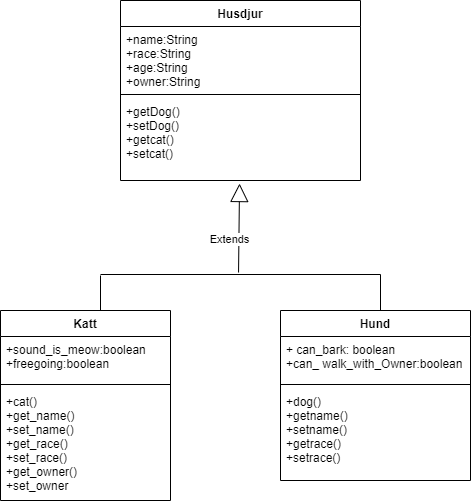 Husdjur
+name:String
+race:String
+age:String
+owner:String
+getDog()
+setDog()
+getcat()
+setcat()
Extends
Katt
+sound_is_meow:boolean
+freegoing:boolean
+cat()
+get_name()
+set_name()
+get_race()
+set_race()
+get_owner()
+set_owner
Hund
+ can_bark: boolean
+can_ walk_with_Owner:boolean
+dog()
+getname()
+setname()
+getrace()
+setrace()